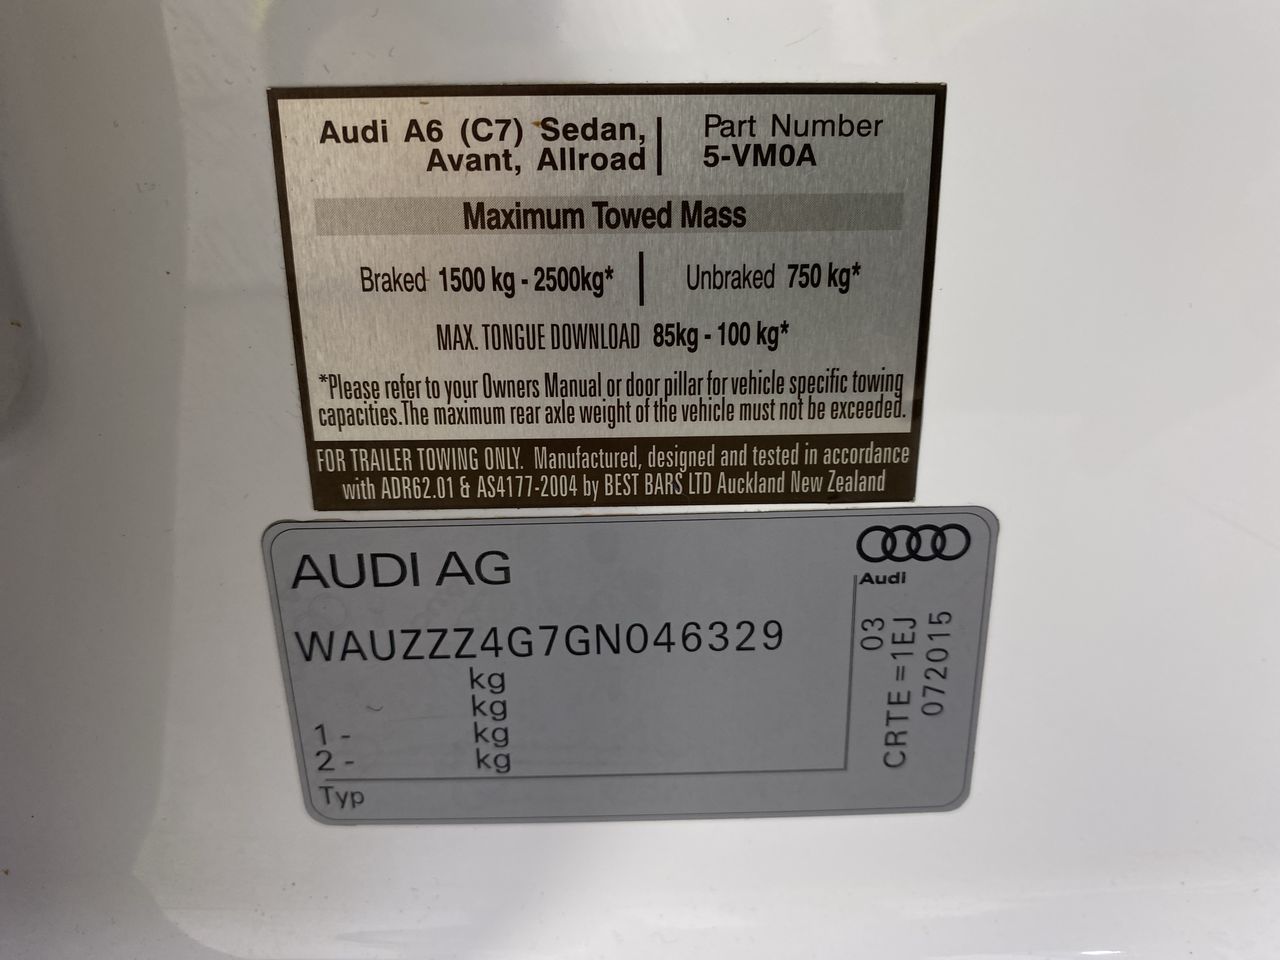 Audi A6 (C7) Sedan,
Avant, Allroad
Part Number
5-VM0A
Maximum Towed Mass
Braked 1500 kg - 2500kg*
Unbraked 750 kg*
MAX. TONGUE DOWNLOAD 85kg - 100 kg*
*Please refer to your Owners Manual or door pillar for vehicle specific towing
capacities.The maximum rear axle weight of the vehicle must not be exceeded.
FOR TRAILER TOWING ONLY. Manufactured, designed and tested in accordance
with ADR62.01 & AS4177-2004 by BEST BARS LTD Auckland New Zealand
AUDI AG
Audi
WAUZZZ4G7GN046329
kg
kg
1 - kg
2 - kg
Typ
03
CRTE =1EJ
072015